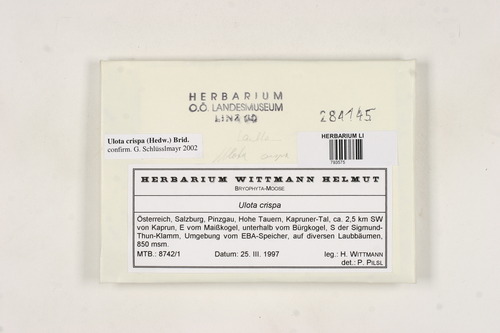 HERBARIUM
O.Ö. LANDESMUSEUM
LINZ
284145
Ulota crispa (Hedw.) Brid.
confirm. G. Schlüsslmayr 2002
HERBARIUM LI
Ulota crispa
HERBARIUM WITTMANN HELMUT
BRYOPHYTA-MOOSE
Ulota crispa
Österreich, Salzburg, Pinzgau, Hohe Tauern, Kapruner-Tal, ca. 2,5 km SW
von Kaprun, E vom Maißkogel, unterhalb vom Bürgkogel, S der Sigmund-
Thun-Klamm, Umgebung vom EBA-Speicher, auf diversen Laubbäumen,
850 msm.
MTB.: 8742/1 Datum: 25. III. 1997 leg.: H. WITTMANN
det.: P. PILSL